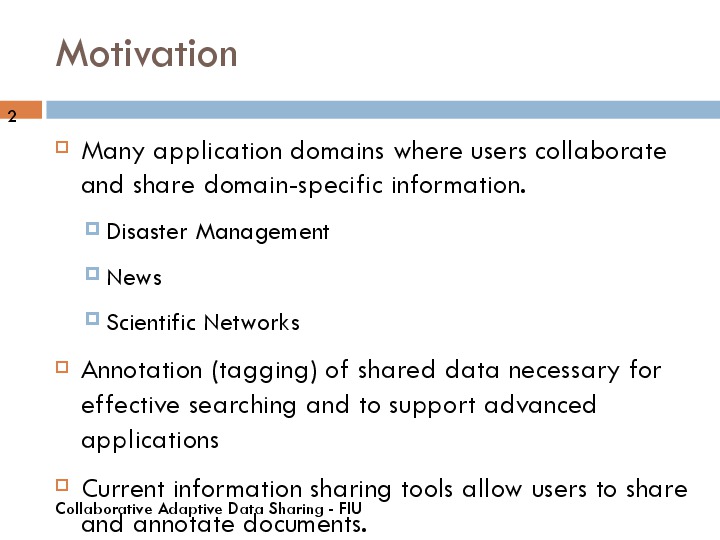 Motivation
2
Many application domains where users collaborate
and share domain-specific information.
Disaster Management
News
Scientific Networks
Annotation (tagging) of shared data necessary for
effective searching and to support advanced
applications
Current information sharing tools allow users to share
Collaborative Adaptive Data Sharing - FIU
and annotate documents.